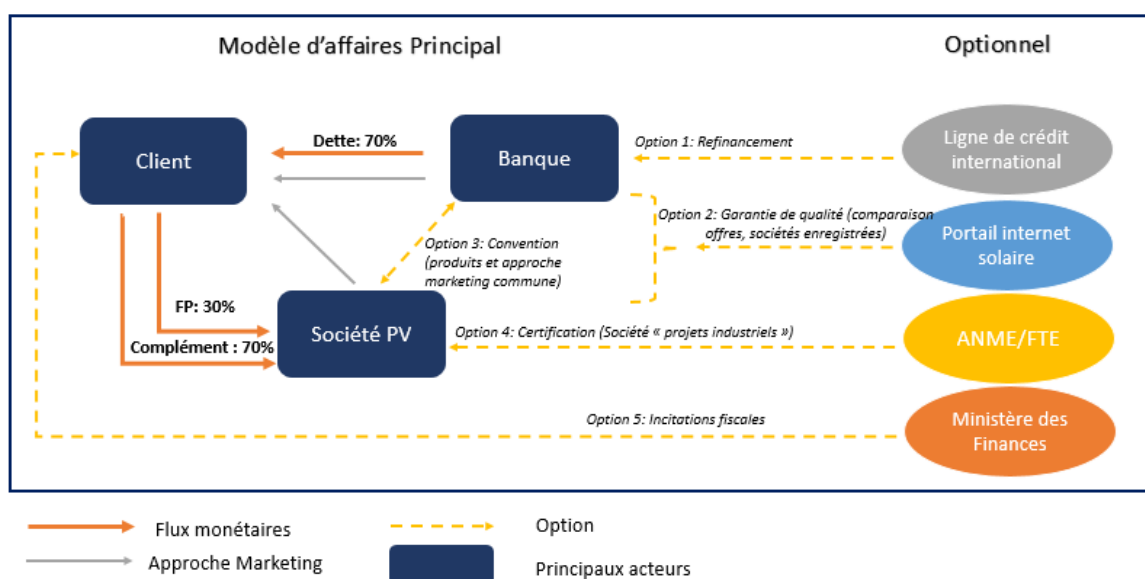 Modèle d'affaires Principal
Optionnel
Client
Dette: 70%
Banque
Option 1: Refinancement
Ligne de crédit
international
Option 2: Garantie de qualité (comparaison
offres, sociétés enregistrées)
Portail internet
solaire
Option 3: Convention
(produits et approche
marketing commune)
FP: 30%
Complément : 70%
Société PV
Option 4: Certification (Société « projets industriels »)
ANME/FTE
Option 5: Incitations fiscales
Ministère des
Finances
Flux monétaires
Option
Approche Marketing
Principaux acteurs